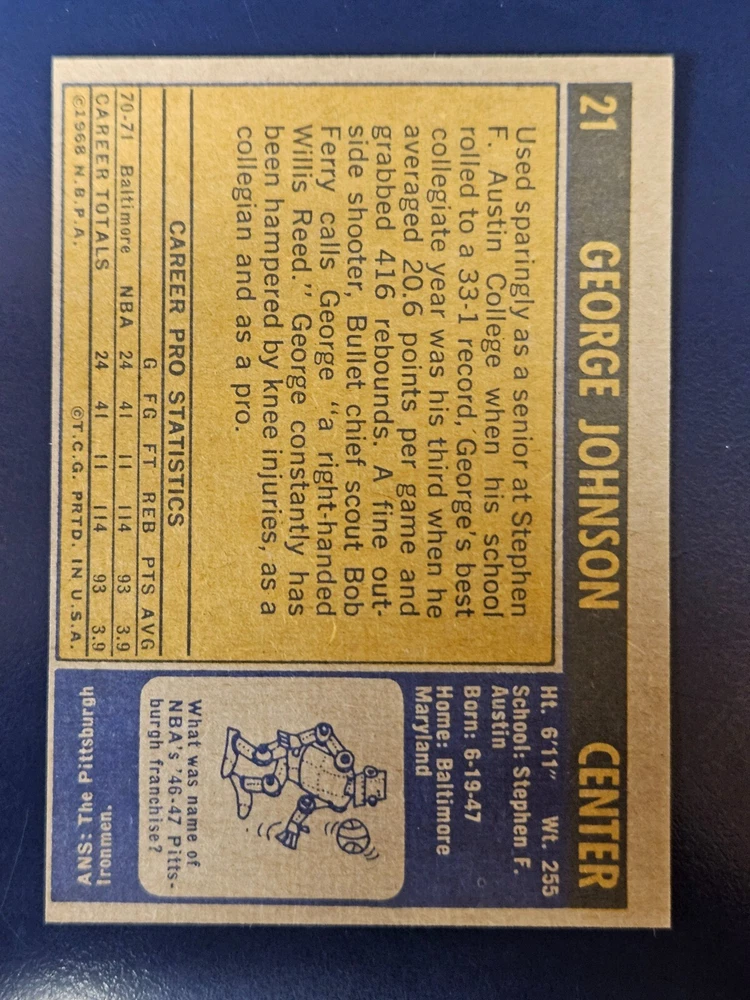 21 GEORGE JOHNSON CENTER
Used sparingly as a senior at Stephen
F. Austin College when his school
rolled to a 33-1 record, George's best
collegiate year was his third when he
averaged 20.6 points per game and
grabbed 416 rebounds. A fine out-
side shooter, Bullet chief scout Bob
Ferry calls George "a right-handed
Willis Reed." George constantly has
been hampered by knee injuries, as a
collegian and as a pro.
CAREER PRO STATISTICS
G FG FT REB PTS AVG
70-71 Baltimore NBA 24 41 11 114 93 3.9
CAREER TOTALS 24 41 11 114 93 3.9
©1968 N.B.P.A. ©T.C.G. PRTD. IN U.S.A.
Ht. 6'11" Wt. 255
School: Stephen F.
Austin
Born: 6-19-47
Home: Baltimore
Maryland
What was name of
NBA's '46-47 Pitts-
burgh franchise?
ANS: The Pittsburgh
Ironmen.